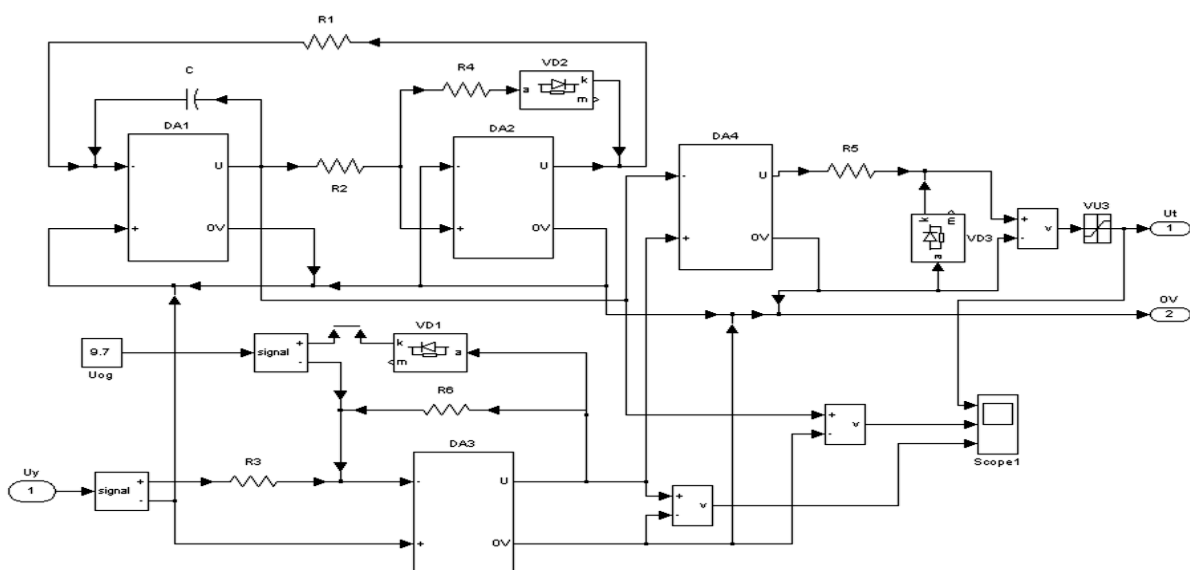 R1
C
R4
VD2
a
k
m
DA1
-
U
+
0V
R2
DA2
-
U
+
0V
DA4
-
U
+
0V
R5
k
m
a
VD3
+
-
v
VU3
Ut
1
0V
2
9.7
Uog
signal
+
-
VD1
k
m
a
R6
Uy
1
signal
+
-
R3
DA3
-
U
+
0V
+
-
v
+
-
v
Scope1